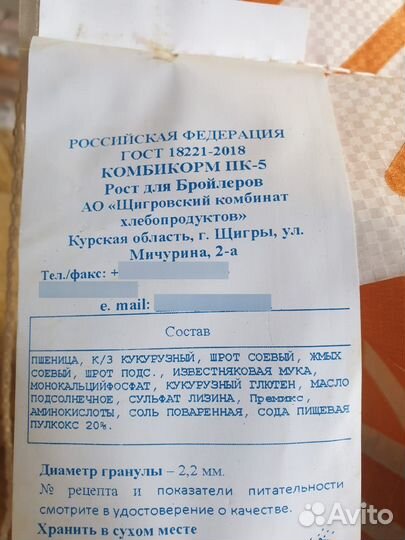 РОССИЙСКАЯ ФЕДЕРАЦИЯ
ГОСТ 18221-2018
КОМБИКОРМ ПК-5
Рост для Бройлеров
АО «Щигровский комбинат
хлебопродуктов»
Курская область, г. Щигры, ул.
Мичурина, 2-а
Тел./факс: +
e. mail:
Состав
ПШЕНИЦА, К/З КУКУРУЗНЫЙ, ШРОТ СОЕВЫЙ, ЖМЫХ
СОЕВЫЙ, ШРОТ ПОДС., ИЗВЕСТНЯКОВАЯ МУКА,
МОНОКАЛЬЦИЙФОСФАТ, КУКУРУЗНЫЙ ГЛЮТЕН, МАСЛО
ПОДСОЛНЕЧНОЕ, СУЛЬФАТ ЛИЗИНА, Премикс,
АМИНОКИСЛОТЫ, СОЛЬ ПОВАРЕННАЯ, СОДА ПИЩЕВАЯ
ПУЛКОКС 20%.
Диаметр гранулы – 2,2 мм.
№ рецепта и показатели питательности
смотрите в удостоверение о качестве.
Хранить в сухом месте
Avito